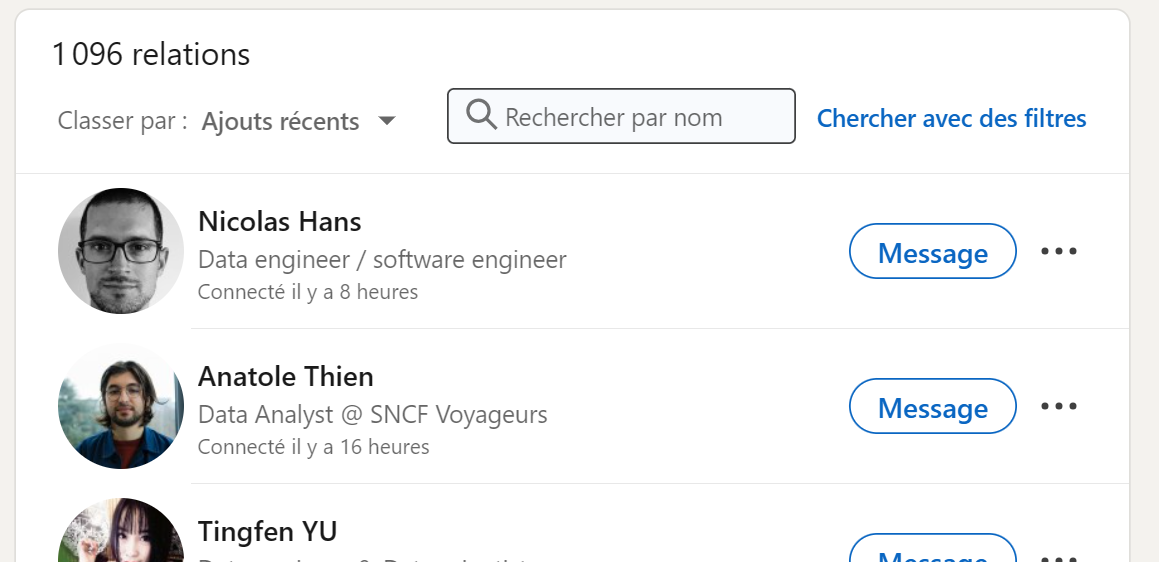 1 096 relations
Classer par : Ajouts récents Rechercher par nom Chercher avec des filtres
Nicolas Hans
Data engineer / software engineer
Message
Connecté il y a 8 heures
Anatole Thien
Data Analyst @ SNCF Voyageurs
Message
Connecté il y a 16 heures
Tingfen YU
Message